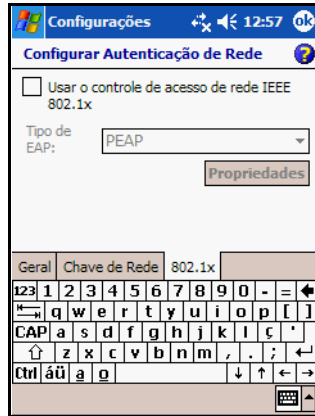 Configurações 12:57 ok
Configurar Autenticação de Rede ?
Usar o controle de acesso de rede IEEE
802.1x
Tipo de
EAP:
PEAP
Propriedades
Geral Chave de Rede 802.1x
123 1 2 3 4 5 6 7 8 9 0 - =
q w e r t y u i o p [ ]
CAP a s d f g h j k l ç '
z x c v b n m , . ;
Ctrl áü a o